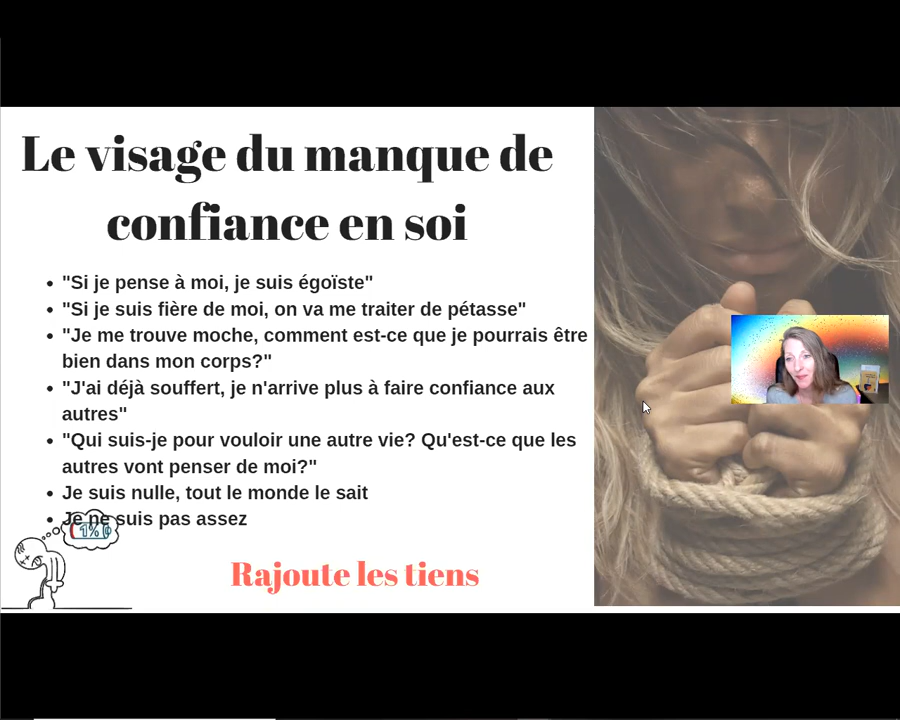 Le visage du manque de
confiance en soi
"Si je pense à moi, je suis égoïste"
"Si je suis fière de moi, on va me traiter de pétasse"
"Je me trouve moche, comment est-ce que je pourrais être
bien dans mon corps?"
"J'ai déjà souffert, je n'arrive plus à faire confiance aux
autres"
"Qui suis-je pour vouloir une autre vie? Qu'est-ce que les
autres vont penser de moi?"
Je suis nulle, tout le monde le sait
Je ne suis pas assez
1%
Rajoute les tiens